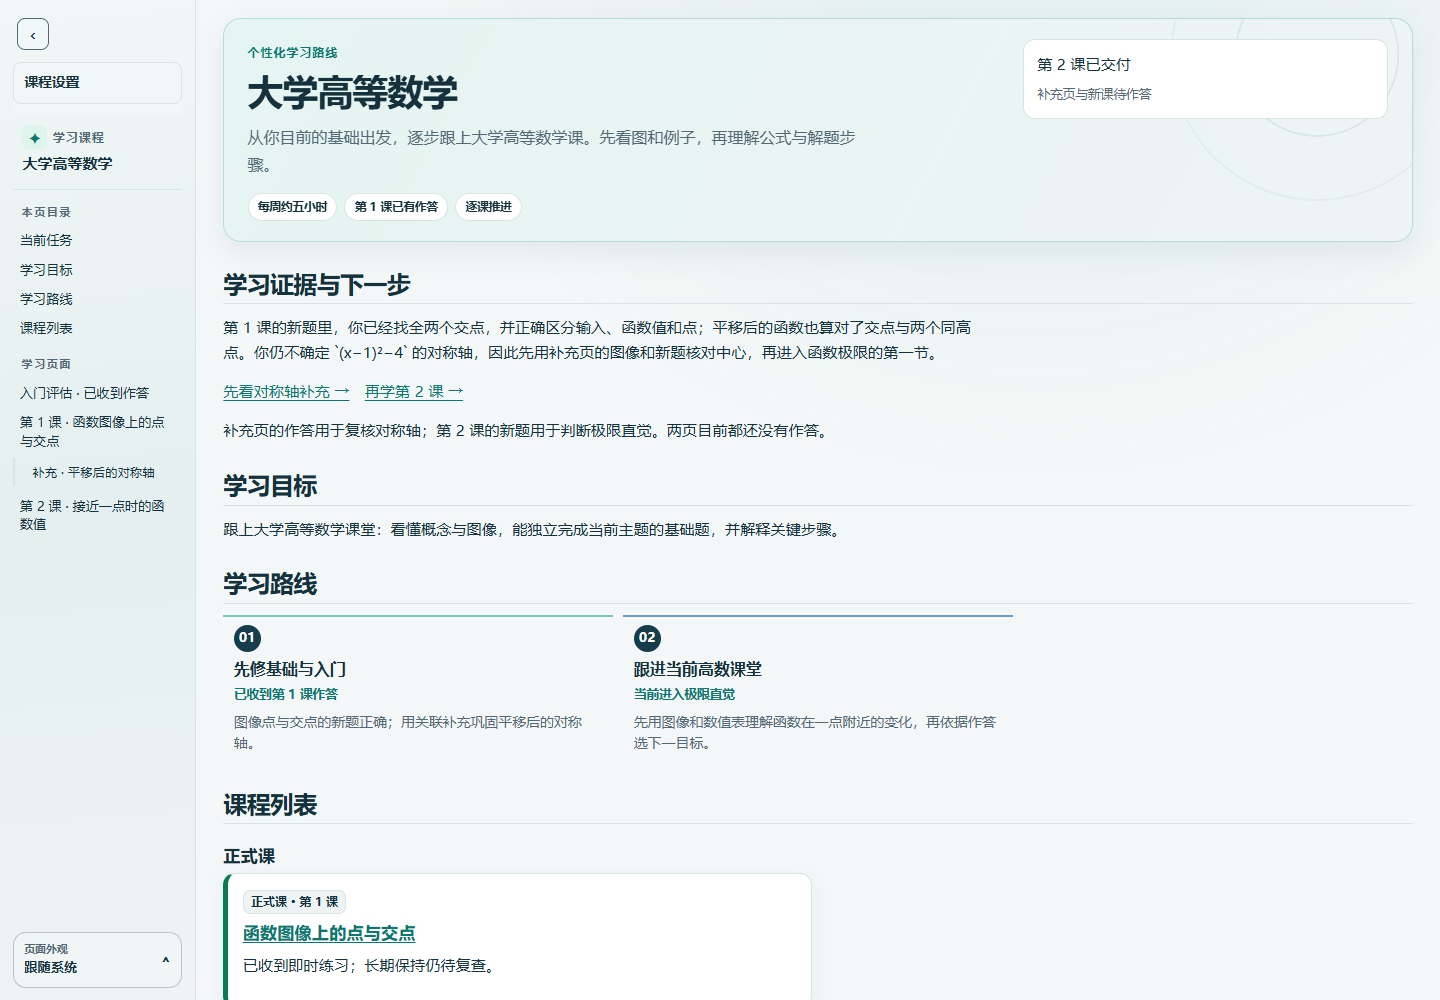 ‹
课程设置
✦ 学习课程
大学高等数学
本页目录
当前任务
学习目标
学习路线
课程列表
学习页面
入门评估 · 已收到作答
第 1 课 · 函数图像上的点
与交点
补充 · 平移后的对称轴
第 2 课 · 接近一点时的函
数值
页面外观
跟随系统
^
个性化学习路线
大学高等数学
从你目前的基础出发，逐步跟上大学高等数学课。先看图和例子，再理解公式与解题步
骤。
每周约五小时 第 1 课已有作答 逐课推进
第 2 课已交付
补充页与新课待作答
学习证据与下一步
第 1 课的新题里，你已经找全两个交点，并正确区分输入、函数值和点；平移后的函数也算对了交点与两个同高
点。你仍不确定 `(x−1)²−4` 的对称轴，因此先用补充页的图像和新题核对中心，再进入函数极限的第一节。
先看对称轴补充 → 再学第 2 课 →
补充页的作答用于复核对称轴；第 2 课的新题用于判断极限直觉。两页目前都还没有作答。
学习目标
跟上大学高等数学课堂：看懂概念与图像，能独立完成当前主题的基础题，并解释关键步骤。
学习路线
01
先修基础与入门
已收到第 1 课作答
图像点与交点的新题正确；用关联补充巩固平移后的对称
轴。
02
跟进当前高数课堂
当前进入极限直觉
先用图像和数值表理解函数在一点附近的变化，再依据作答
选下一目标。
课程列表
正式课
正式课 • 第 1 课
函数图像上的点与交点
已收到即时练习；长期保持仍待复查。